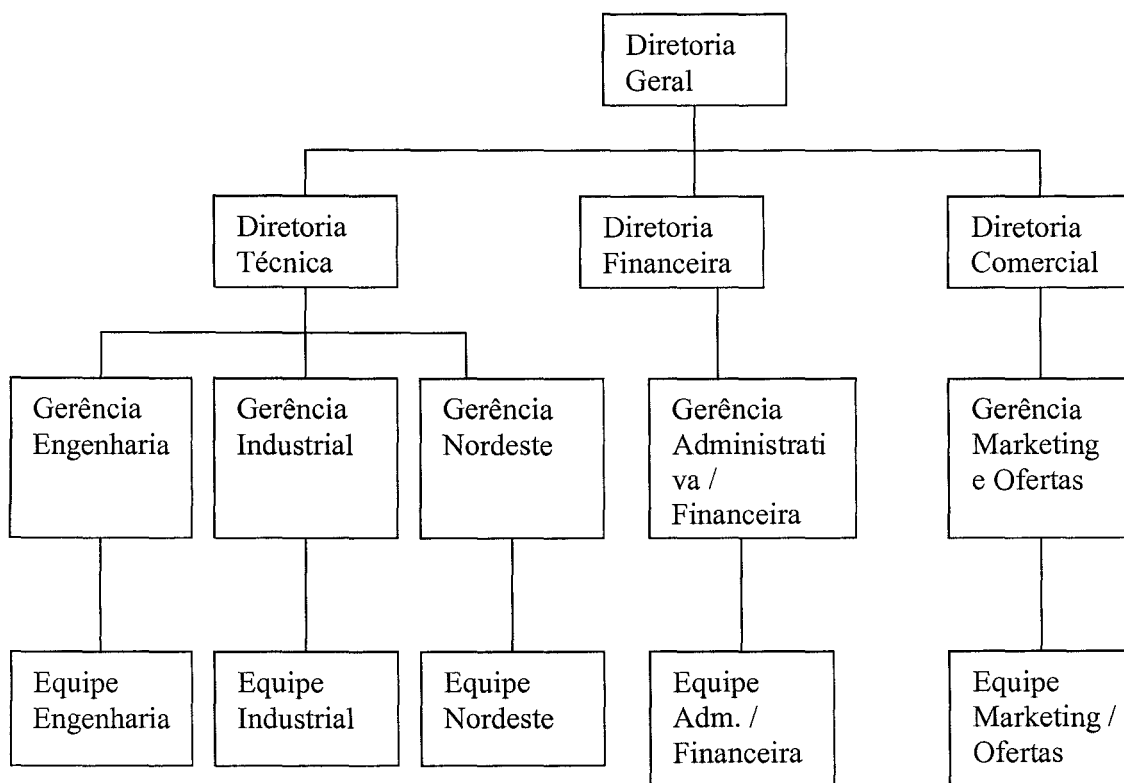 Diretoria
Geral
Diretoria
Técnica
Diretoria
Financeira
Diretoria
Comercial
Gerência
Engenharia
Gerência
Industrial
Gerência
Nordeste
Gerência
Administrati
va /
Financeira
Gerência
Marketing
e Ofertas
Equipe
Engenharia
Equipe
Industrial
Equipe
Nordeste
Equipe
Adm. /
Financeira
Equipe
Marketing /
Ofertas